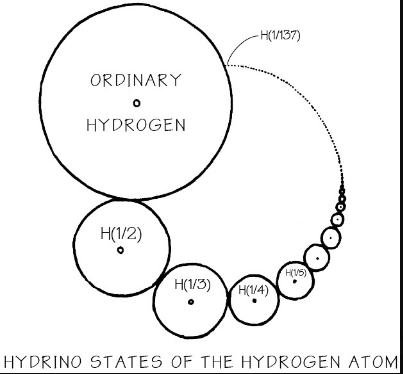 H(1/137)
ORDINARY
HYDROGEN
H(1/2)
H(1/3)
H(1/4)
H(1/5)
HYDRINO STATES OF THE HYDROGEN ATOM